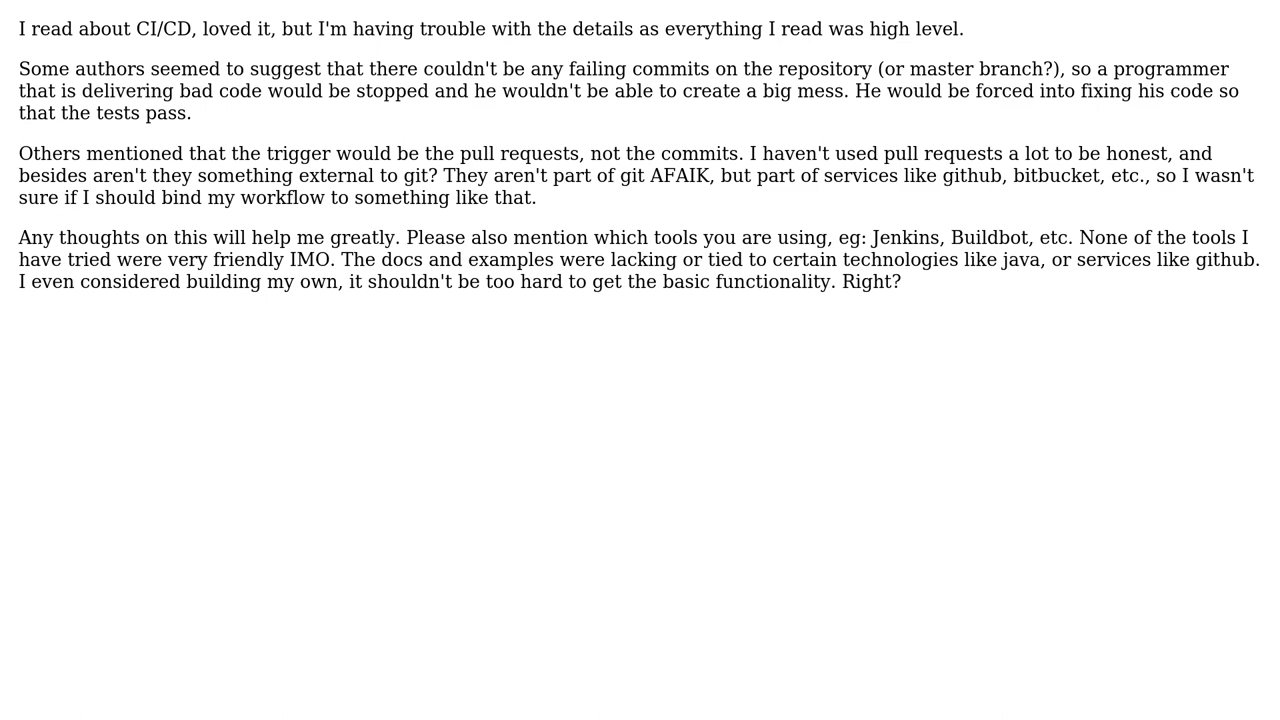 I read about CI/CD, loved it, but I'm having trouble with the details as everything I read was high level.
Some authors seemed to suggest that there couldn't be any failing commits on the repository (or master branch?), so a programmer
that is delivering bad code would be stopped and he wouldn't be able to create a big mess. He would be forced into fixing his code so
that the tests pass.
Others mentioned that the trigger would be the pull requests, not the commits. I haven't used pull requests a lot to be honest, and
besides aren't they something external to git? They aren't part of git AFAIK, but part of services like github, bitbucket, etc., so I wasn't
sure if I should bind my workflow to something like that.
Any thoughts on this will help me greatly. Please also mention which tools you are using, eg: Jenkins, Buildbot, etc. None of the tools I
have tried were very friendly IMO. The docs and examples were lacking or tied to certain technologies like java, or services like github.
I even considered building my own, it shouldn't be too hard to get the basic functionality. Right?